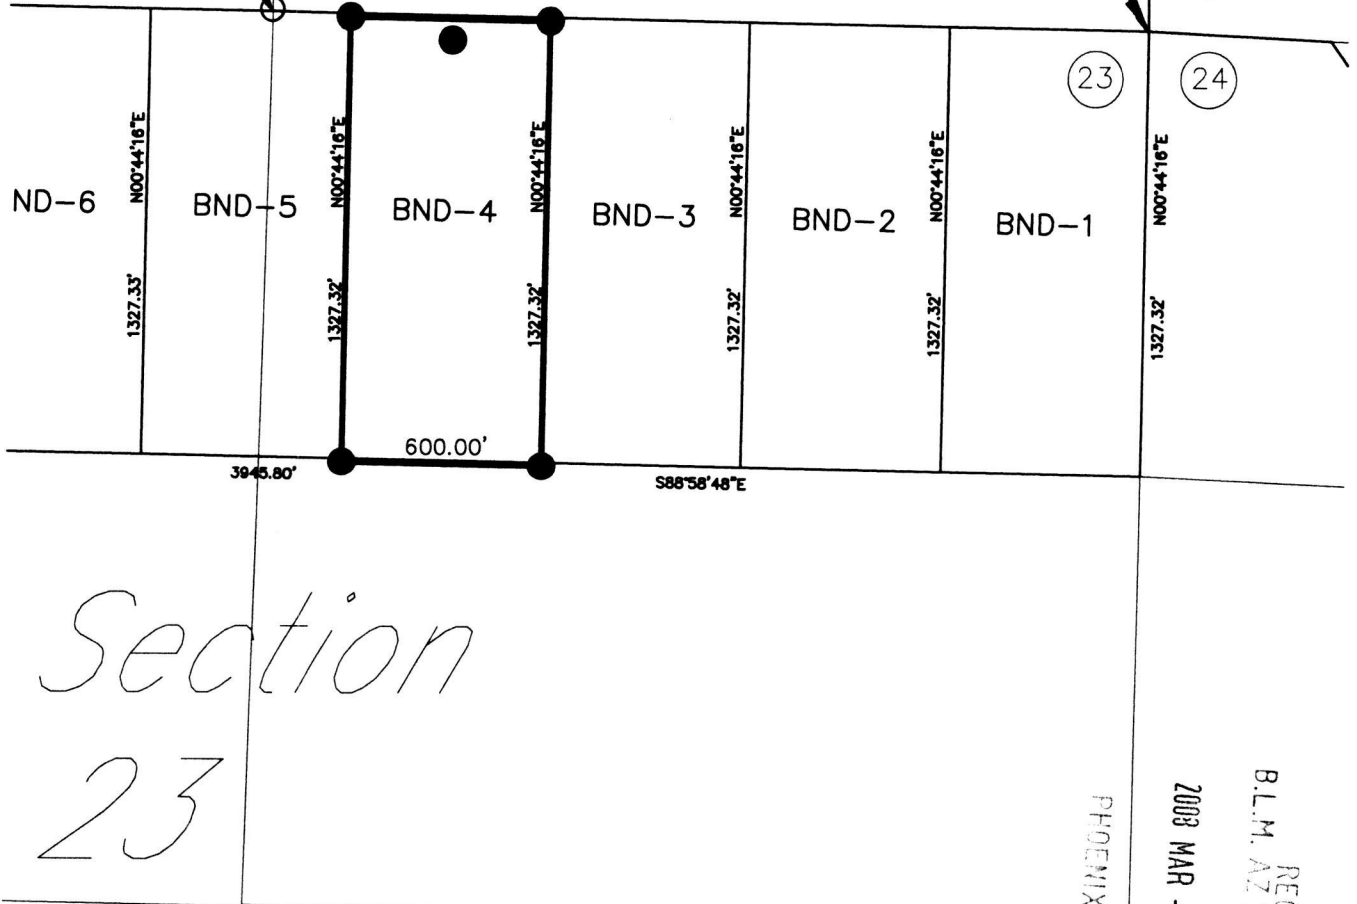 23
24
N00°44'16"E
N00°44'16"E
N00°44'16"E
N00°44'16"E
N00°44'16"E
N00°44'16"E
ND-6
BND-5
BND-4
BND-3
BND-2
BND-1
1327.33'
1327.32'
1327.32'
1327.32'
1327.32'
1327.32'
600.00'
3945.80'
S88°58'48"E
Section
23
B.L.M. AZ
2008 MAR -
PHOENIX